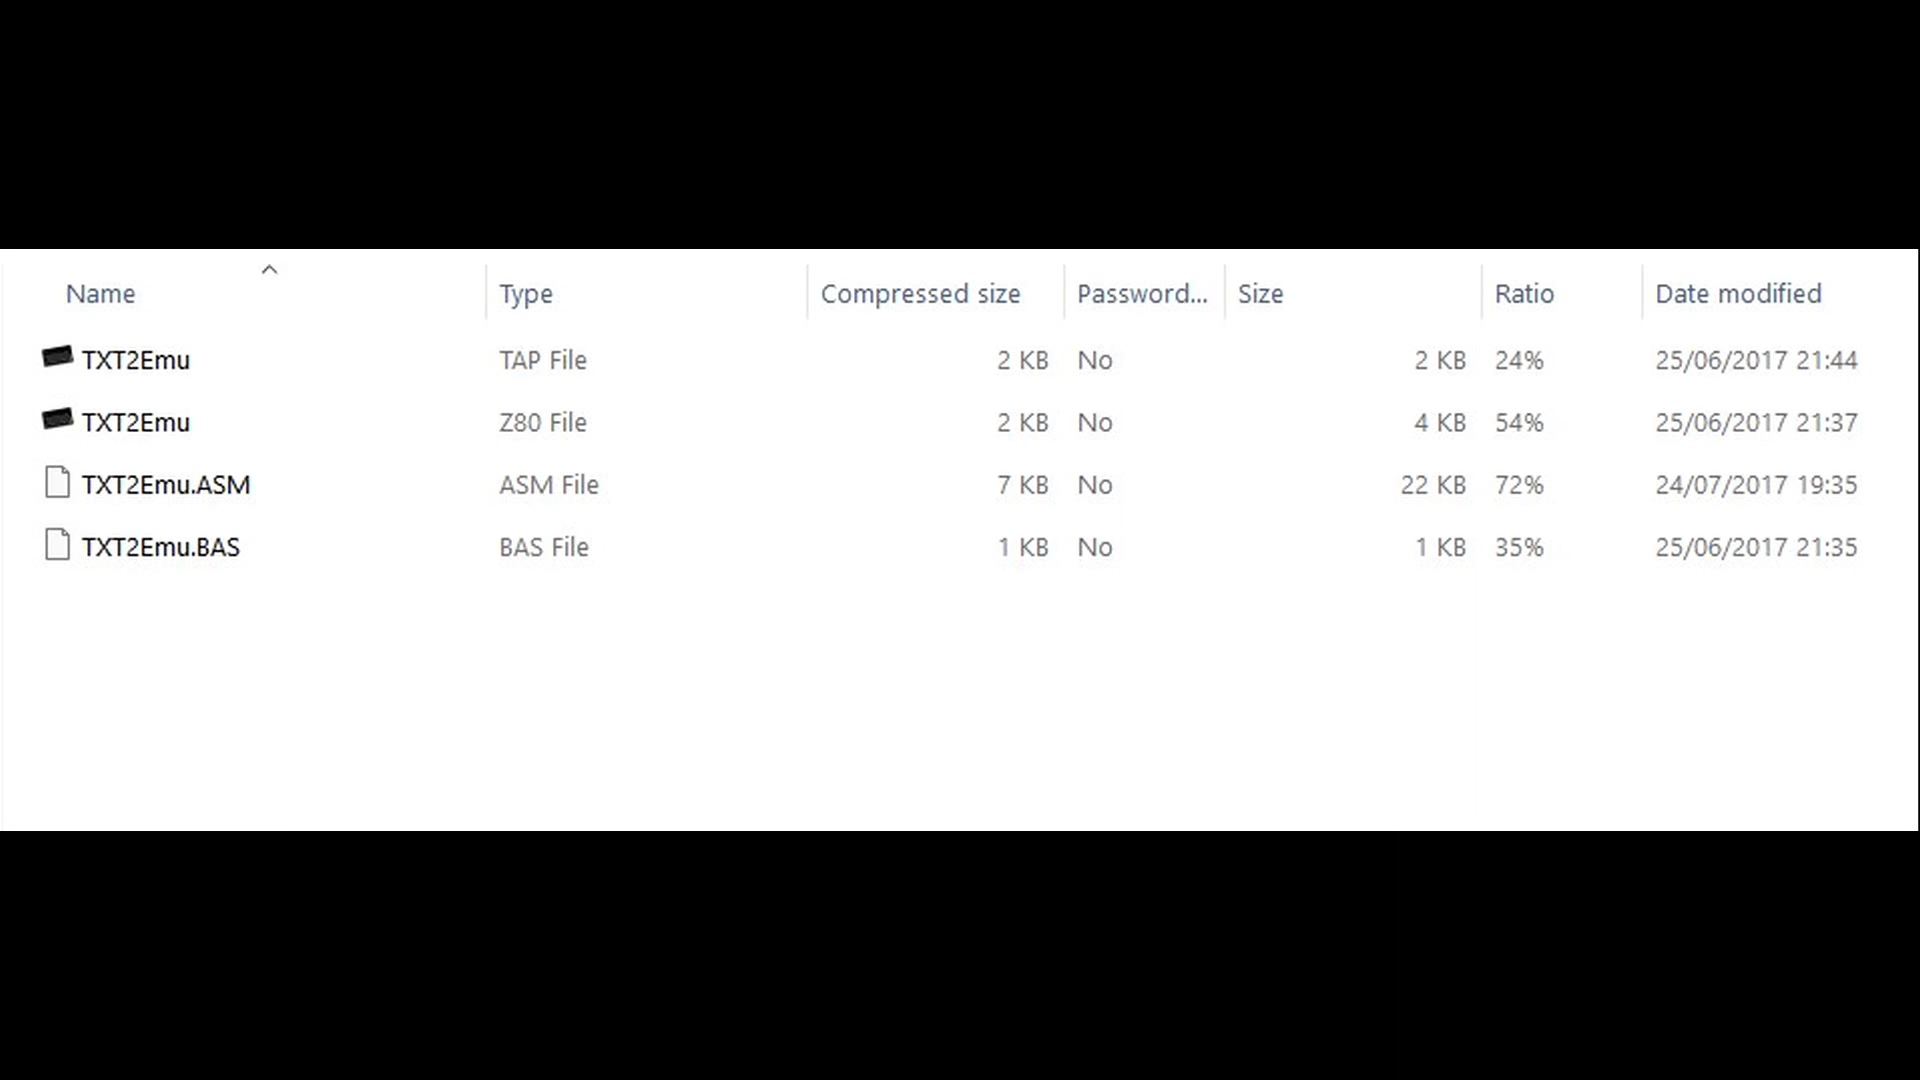 Name Type Compressed size Password... Size Ratio Date modified
TXT2Emu TAP File 2 KB No 2 KB 24% 25/06/2017 21:44
TXT2Emu Z80 File 2 KB No 4 KB 54% 25/06/2017 21:37
TXT2Emu.ASM ASM File 7 KB No 22 KB 72% 24/07/2017 19:35
TXT2Emu.BAS BAS File 1 KB No 1 KB 35% 25/06/2017 21:35